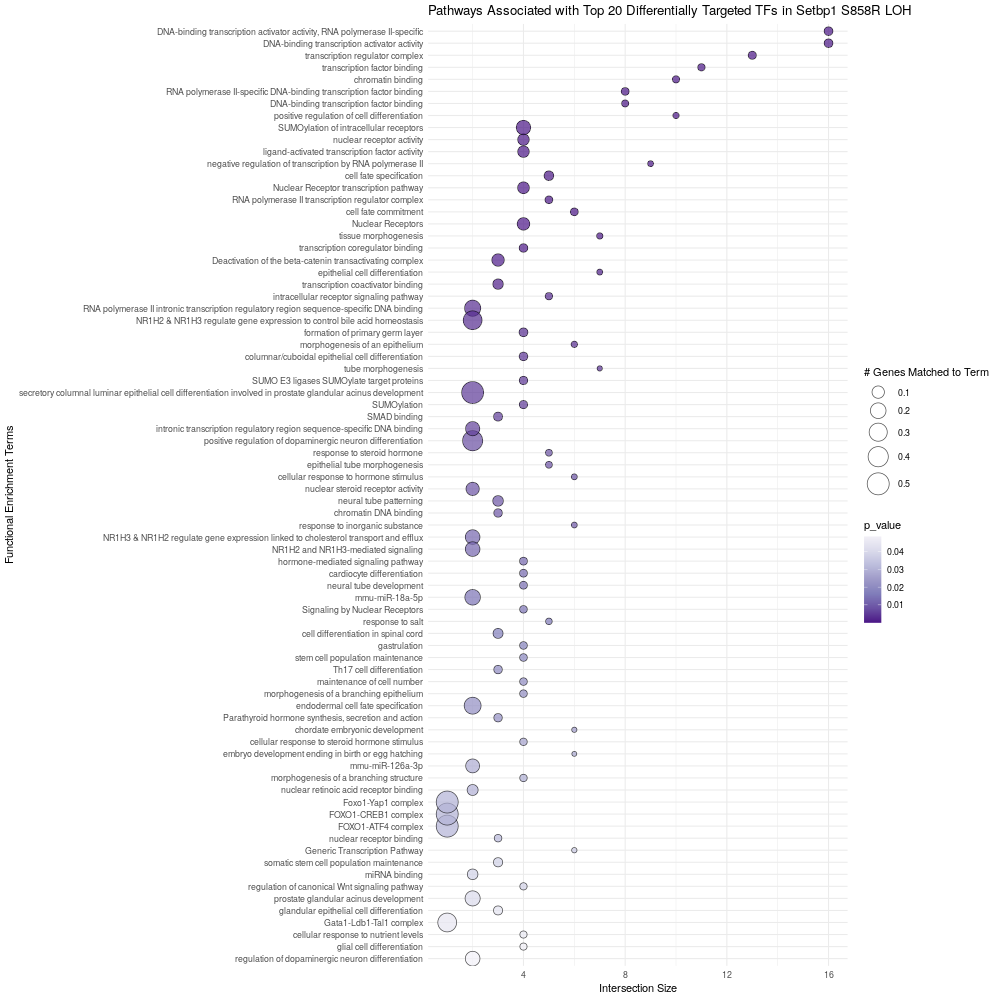 Pathways Associated with Top 20 Differentially Targeted TFs in Setbp1 S858R LOH
DNA-binding transcription activator activity, RNA polymerase II-specific
DNA-binding transcription activator activity
transcription regulator complex
transcription factor binding
chromatin binding
RNA polymerase II-specific DNA-binding transcription factor binding
DNA-binding transcription factor binding
positive regulation of cell differentiation
SUMOylation of intracellular receptors
nuclear receptor activity
ligand-activated transcription factor activity
negative regulation of transcription by RNA polymerase II
cell fate specification
Nuclear Receptor transcription pathway
RNA polymerase II transcription regulator complex
cell fate commitment
Nuclear Receptors
tissue morphogenesis
transcription coregulator binding
Deactivation of the beta-catenin transactivating complex
epithelial cell differentiation
transcription coactivator binding
intracellular receptor signaling pathway
RNA polymerase II intronic transcription regulatory region sequence-specific DNA binding
NR1H2 & NR1H3 regulate gene expression to control bile acid homeostasis
formation of primary germ layer
morphogenesis of an epithelium
columnar/cuboidal epithelial cell differentiation
tube morphogenesis
SUMO E3 ligases SUMOylate target proteins
secretory columnal luminar epithelial cell differentiation involved in prostate glandular acinus development
SUMOylation
SMAD binding
intronic transcription regulatory region sequence-specific DNA binding
positive regulation of dopaminergic neuron differentiation
response to steroid hormone
epithelial tube morphogenesis
cellular response to hormone stimulus
nuclear steroid receptor activity
neural tube patterning
chromatin DNA binding
response to inorganic substance
NR1H3 & NR1H2 regulate gene expression linked to cholesterol transport and efflux
NR1H2 and NR1H3-mediated signaling
hormone-mediated signaling pathway
cardiocyte differentiation
neural tube development
mmu-miR-18a-5p
Signaling by Nuclear Receptors
response to salt
cell differentiation in spinal cord
gastrulation
stem cell population maintenance
Th17 cell differentiation
maintenance of cell number
morphogenesis of a branching epithelium
endodermal cell fate specification
Parathyroid hormone synthesis, secretion and action
chordate embryonic development
cellular response to steroid hormone stimulus
embryo development ending in birth or egg hatching
mmu-miR-126a-3p
morphogenesis of a branching structure
nuclear retinoic acid receptor binding
Foxo1-Yap1 complex
FOXO1-CREB1 complex
FOXO1-ATF4 complex
nuclear receptor binding
Generic Transcription Pathway
somatic stem cell population maintenance
miRNA binding
regulation of canonical Wnt signaling pathway
prostate glandular acinus development
glandular epithelial cell differentiation
Gata1-Ldb1-Tal1 complex
cellular response to nutrient levels
glial cell differentiation
regulation of dopaminergic neuron differentiation
Functional Enrichment Terms
4 8 12 16
Intersection Size
# Genes Matched to Term
0.1
0.2
0.3
0.4
0.5
p_value
0.04
0.03
0.02
0.01